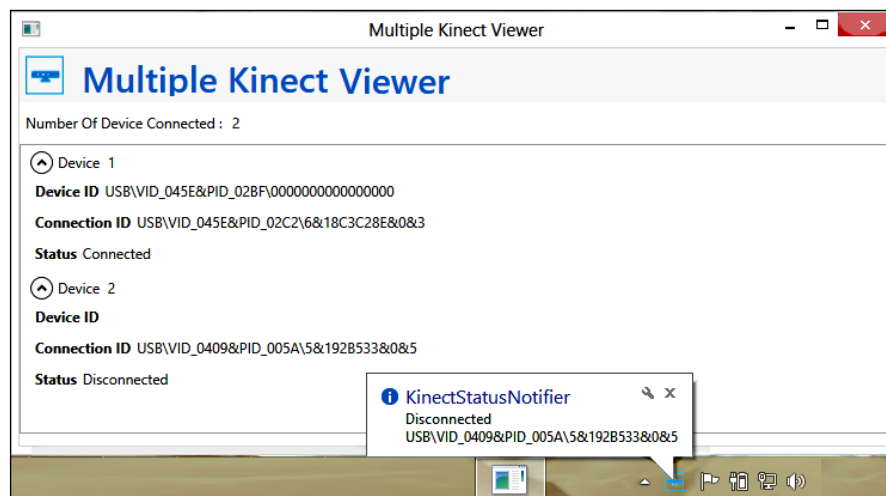 Multiple Kinect Viewer
Multiple Kinect Viewer
Number Of Device Connected : 2
Device 1
Device ID USB\VID_045E&PID_02BF\0000000000000000
Connection ID USB\VID_045E&PID_02C2\6&18C3C28E&0&3
Status Connected
Device 2
Device ID
Connection ID USB\VID_0409&PID_005A\5&192B533&0&5
Status Disconnected
KinectStatusNotifier
Disconnected
USB\VID_0409&PID_005A\5&192B533&0&5